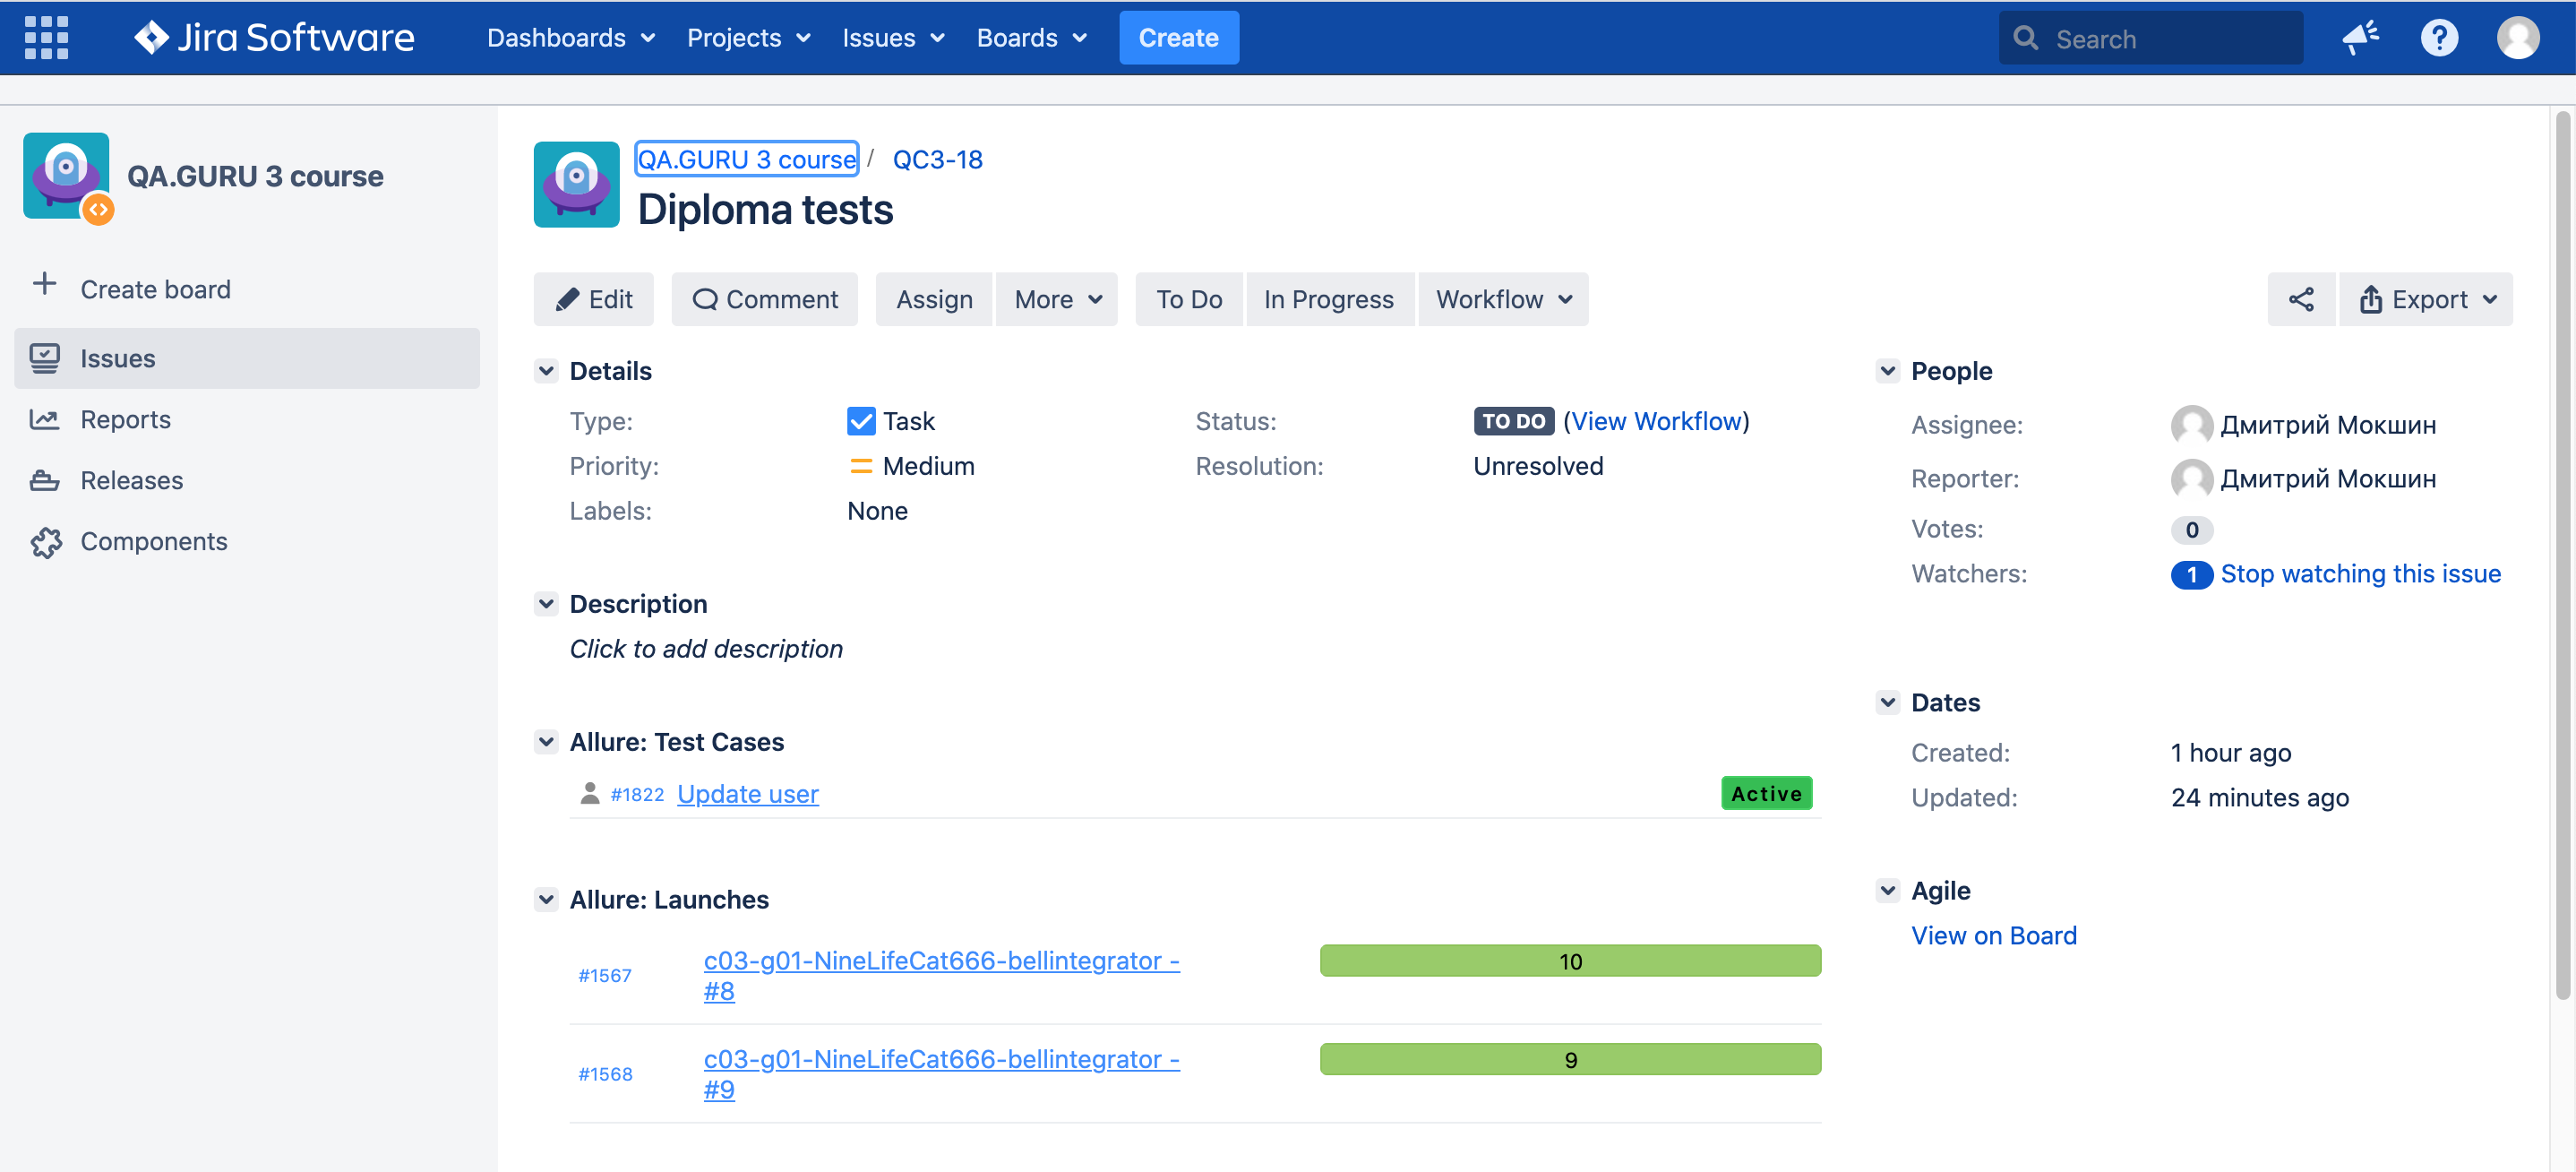 Jira Software Dashboards Projects Issues Boards Create Search ?
QA.GURU 3 course
Create board
Issues
Reports
Releases
Components
QA.GURU 3 course / QC3-18
Diploma tests
Edit Comment Assign More To Do In Progress Workflow Export
Details
Type: Task Status: TO DO (View Workflow)
Priority: Medium Resolution: Unresolved
Labels: None
Description
Click to add description
Allure: Test Cases
#1822 Update user Active
Allure: Launches
#1567 c03-g01-NineLifeCat666-bellintegrator - 10
#8
#1568 c03-g01-NineLifeCat666-bellintegrator - 9
#9
People
Assignee: Дмитрий Мокшин
Reporter: Дмитрий Мокшин
Votes: 0
Watchers: 1 Stop watching this issue
Dates
Created: 1 hour ago
Updated: 24 minutes ago
Agile
View on Board